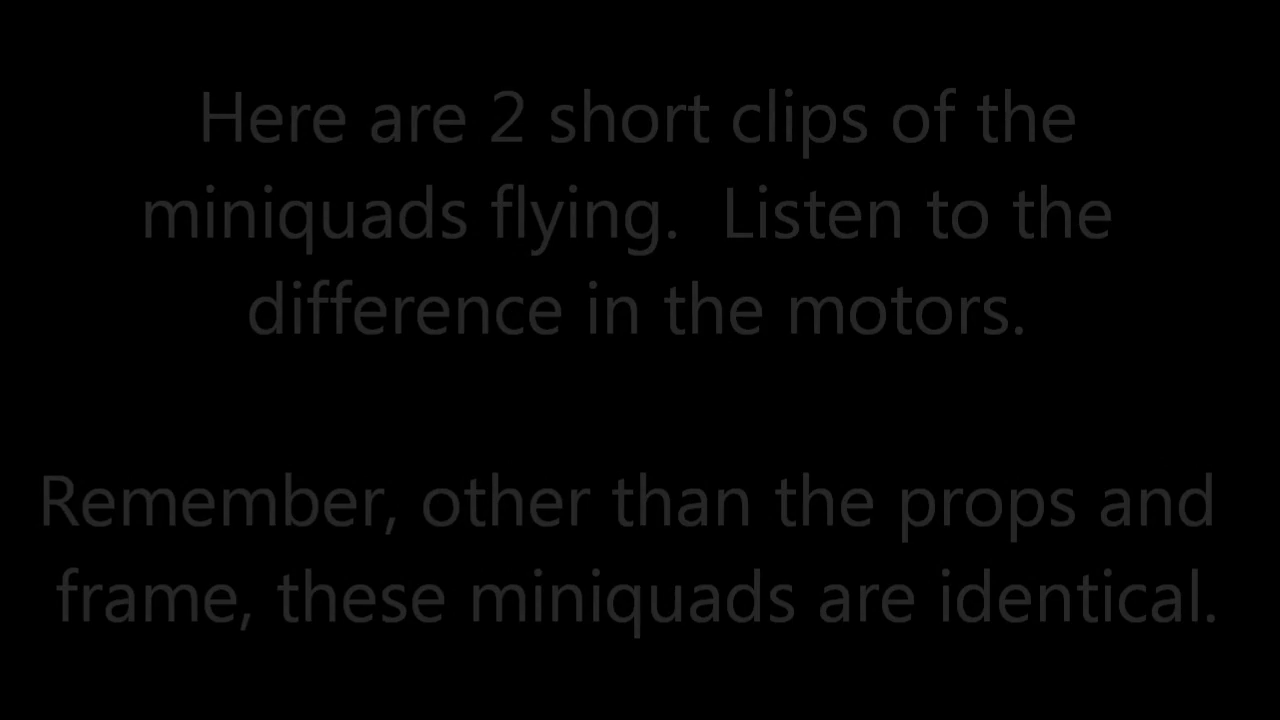 Here are 2 short clips of the
miniquads flying.  Listen to the
difference in the motors.
Remember, other than the props and
frame, these miniquads are identical.